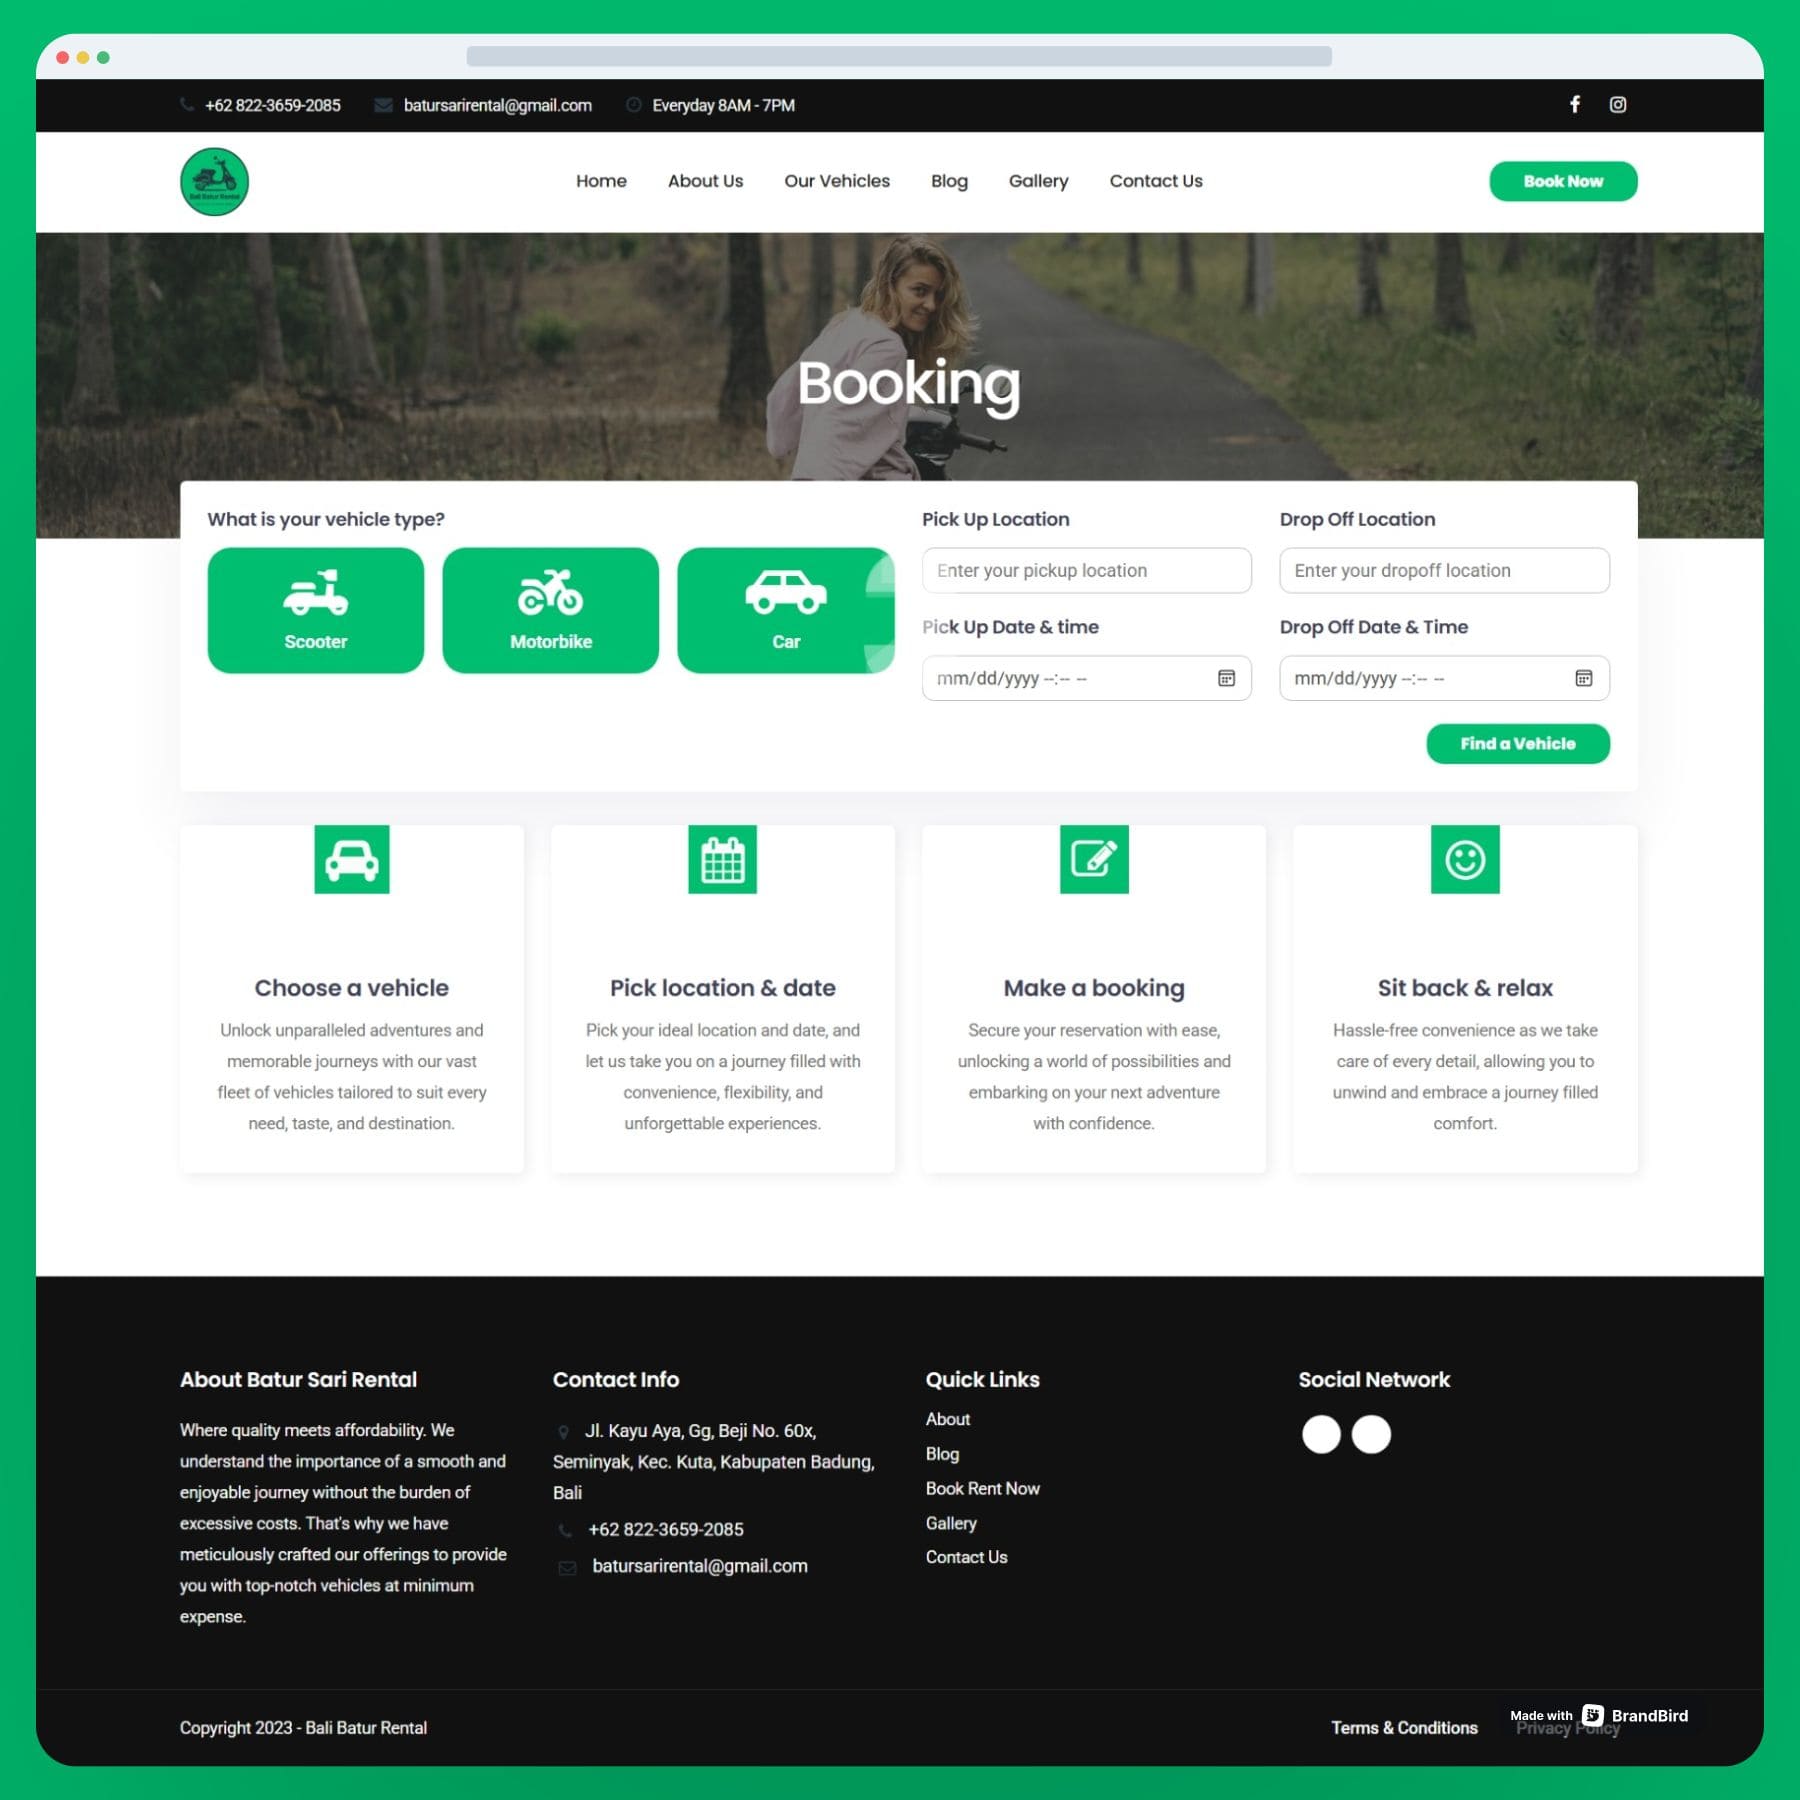 +62 822-3659-2085
batursarirental@gmail.com
Everyday 8AM - 7PM
Bali Batur Rental
Home
About Us
Our Vehicles
Blog
Gallery
Contact Us
Book Now
Booking
What is your vehicle type?
Scooter
Motorbike
Car
Pick Up Location
Enter your pickup location
Drop Off Location
Enter your dropoff location
Pick Up Date & time
mm/dd/yyyy --:-- --
Drop Off Date & Time
mm/dd/yyyy --:-- --
Find a Vehicle
Choose a vehicle
Unlock unparalleled adventures and
memorable journeys with our vast
fleet of vehicles tailored to suit every
need, taste, and destination.
Pick location & date
Pick your ideal location and date, and
let us take you on a journey filled with
convenience, flexibility, and
unforgettable experiences.
Make a booking
Secure your reservation with ease,
unlocking a world of possibilities and
embarking on your next adventure
with confidence.
Sit back & relax
Hassle-free convenience as we take
care of every detail, allowing you to
unwind and embrace a journey filled
comfort.
About Batur Sari Rental
Where quality meets affordability. We
understand the importance of a smooth and
enjoyable journey without the burden of
excessive costs. That's why we have
meticulously crafted our offerings to provide
you with top-notch vehicles at minimum
expense.
Contact Info
Jl. Kayu Aya, Gg, Beji No. 60x,
Seminyak, Kec. Kuta, Kabupaten Badung,
Bali
+62 822-3659-2085
batursarirental@gmail.com
Quick Links
About
Blog
Book Rent Now
Gallery
Contact Us
Social Network
Copyright 2023 - Bali Batur Rental
Terms & Conditions
Privacy Policy
Made with BrandBird